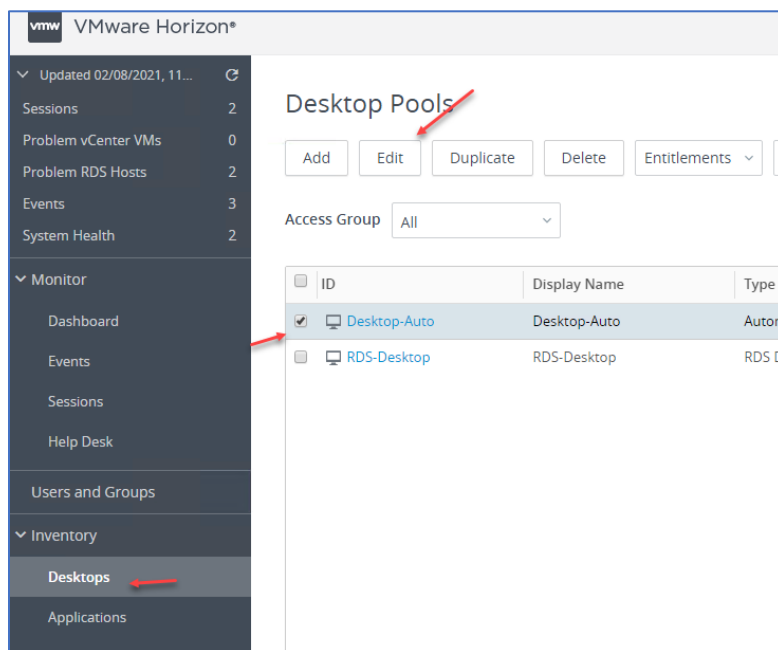 vmw VMware Horizon®
Updated 02/08/2021, 11...
Sessions 2
Problem vCenter VMs 0
Problem RDS Hosts 2
Events 3
System Health 2
Monitor
Dashboard
Events
Sessions
Help Desk
Users and Groups
Inventory
Desktops
Applications
Desktop Pools
Add Edit Duplicate Delete Entitlements
Access Group All
ID Display Name Type
Desktop-Auto Desktop-Auto
RDS-Desktop RDS-Desktop RDS